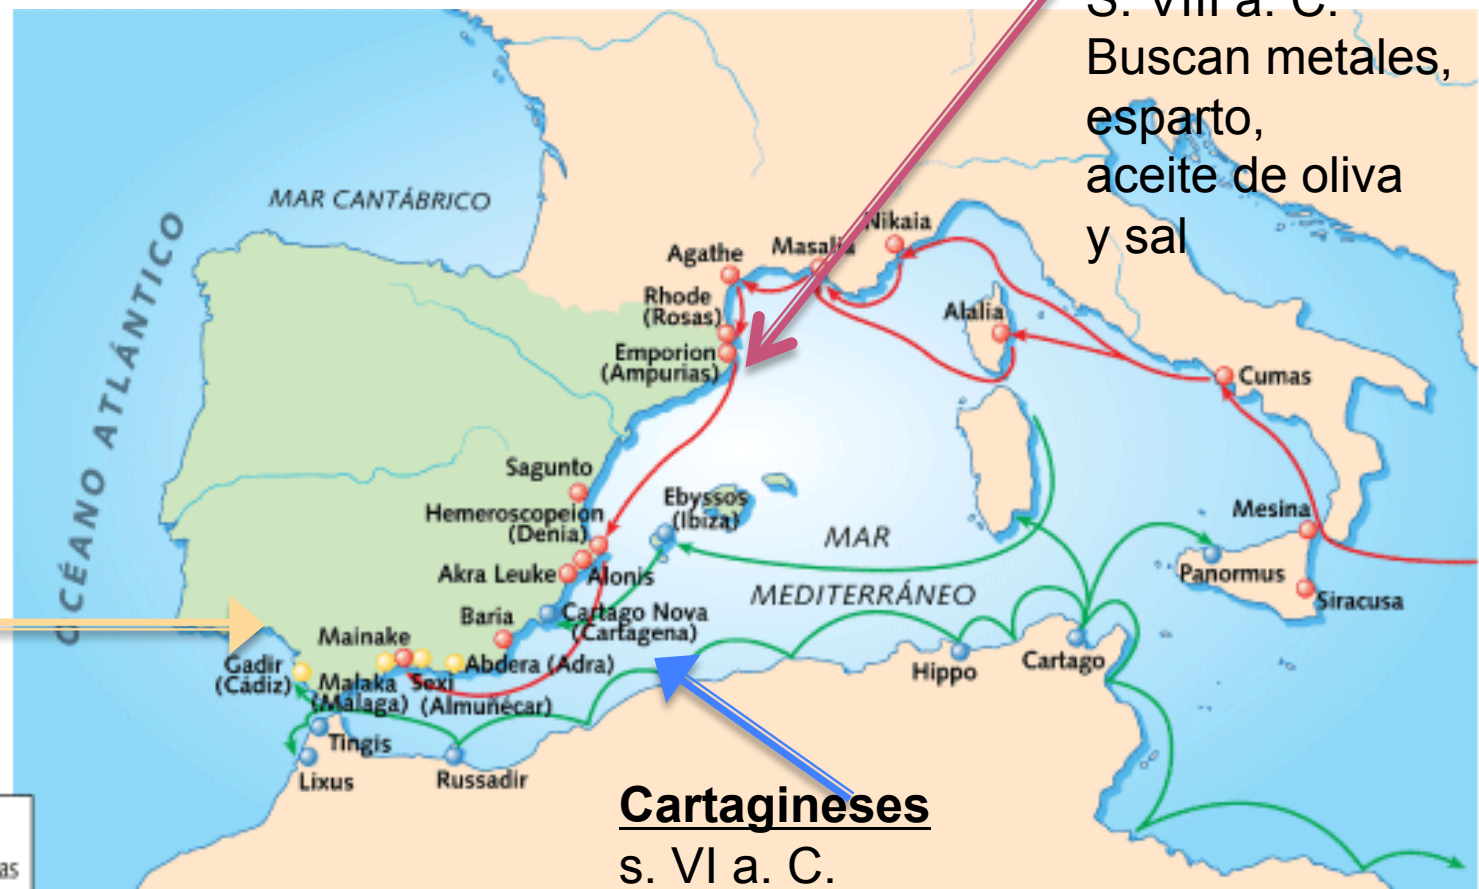 S. VIII a. C.
Buscan metales,
esparto,
aceite de oliva
y sal
MAR CANTÁBRICO
OCÉANO ATLÁNTICO
Nikaia
Masalia
Agathe
Rhode
(Rosas)
Emporion
(Ampurias)
Alalia
Cumas
Sagunto
Hemeroscopeion
(Denia)
Ebyssos
(Ibiza)
Akra Leuke
Alonis
MAR
MEDITERRÁNEO
Mesina
Panormus
Siracusa
Baria
Cartago Nova
(Cartagena)
Mainake
Gadir
(Cádiz)
Abdera (Adra)
Malaka
(Málaga)
Sexi
(Almuñécar)
Hippo
Cartago
Tingis
Lixus
Russadir
Cartagineses
s. VI a. C.
as